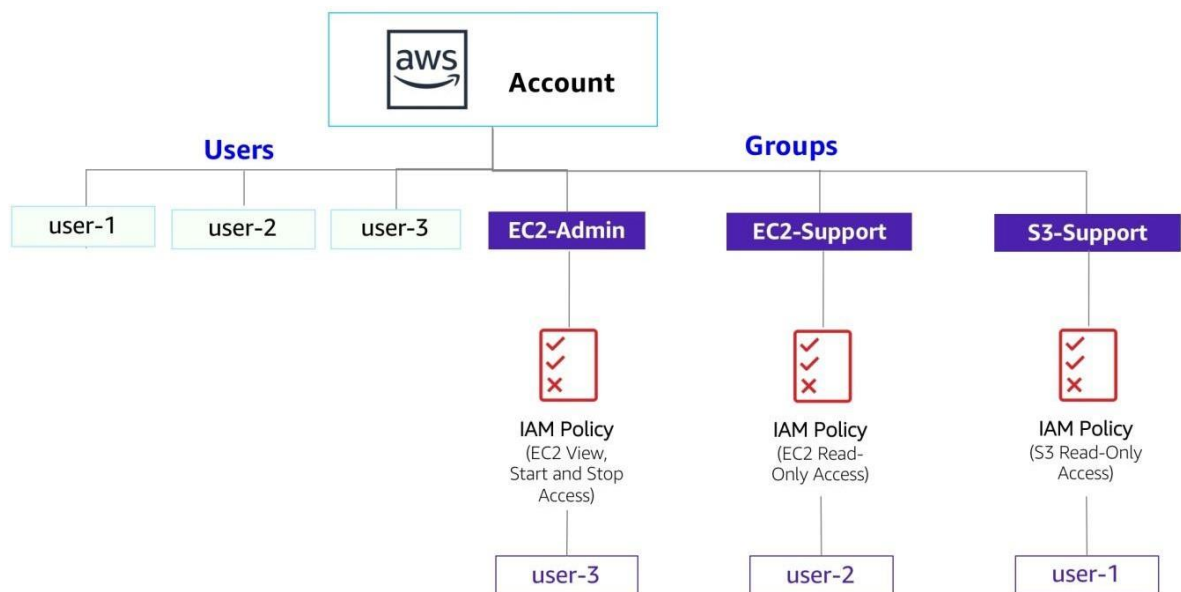 aws
Account
Users
Groups
user-1
user-2
user-3
EC2-Admin
EC2-Support
S3-Support
IAM Policy
(EC2 View,
Start and Stop
Access)
IAM Policy
(EC2 Read-
Only Access)
IAM Policy
(S3 Read-Only
Access)
user-3
user-2
user-1